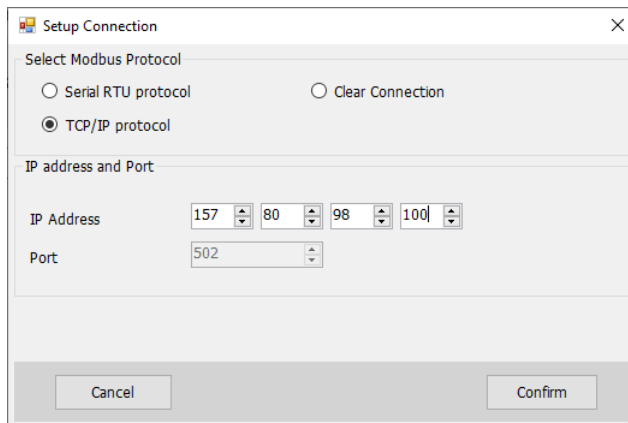 Setup Connection
Select Modbus Protocol
Serial RTU protocol
Clear Connection
TCP/IP protocol
IP address and Port
IP Address 157 80 98 100
Port 502
Cancel Confirm